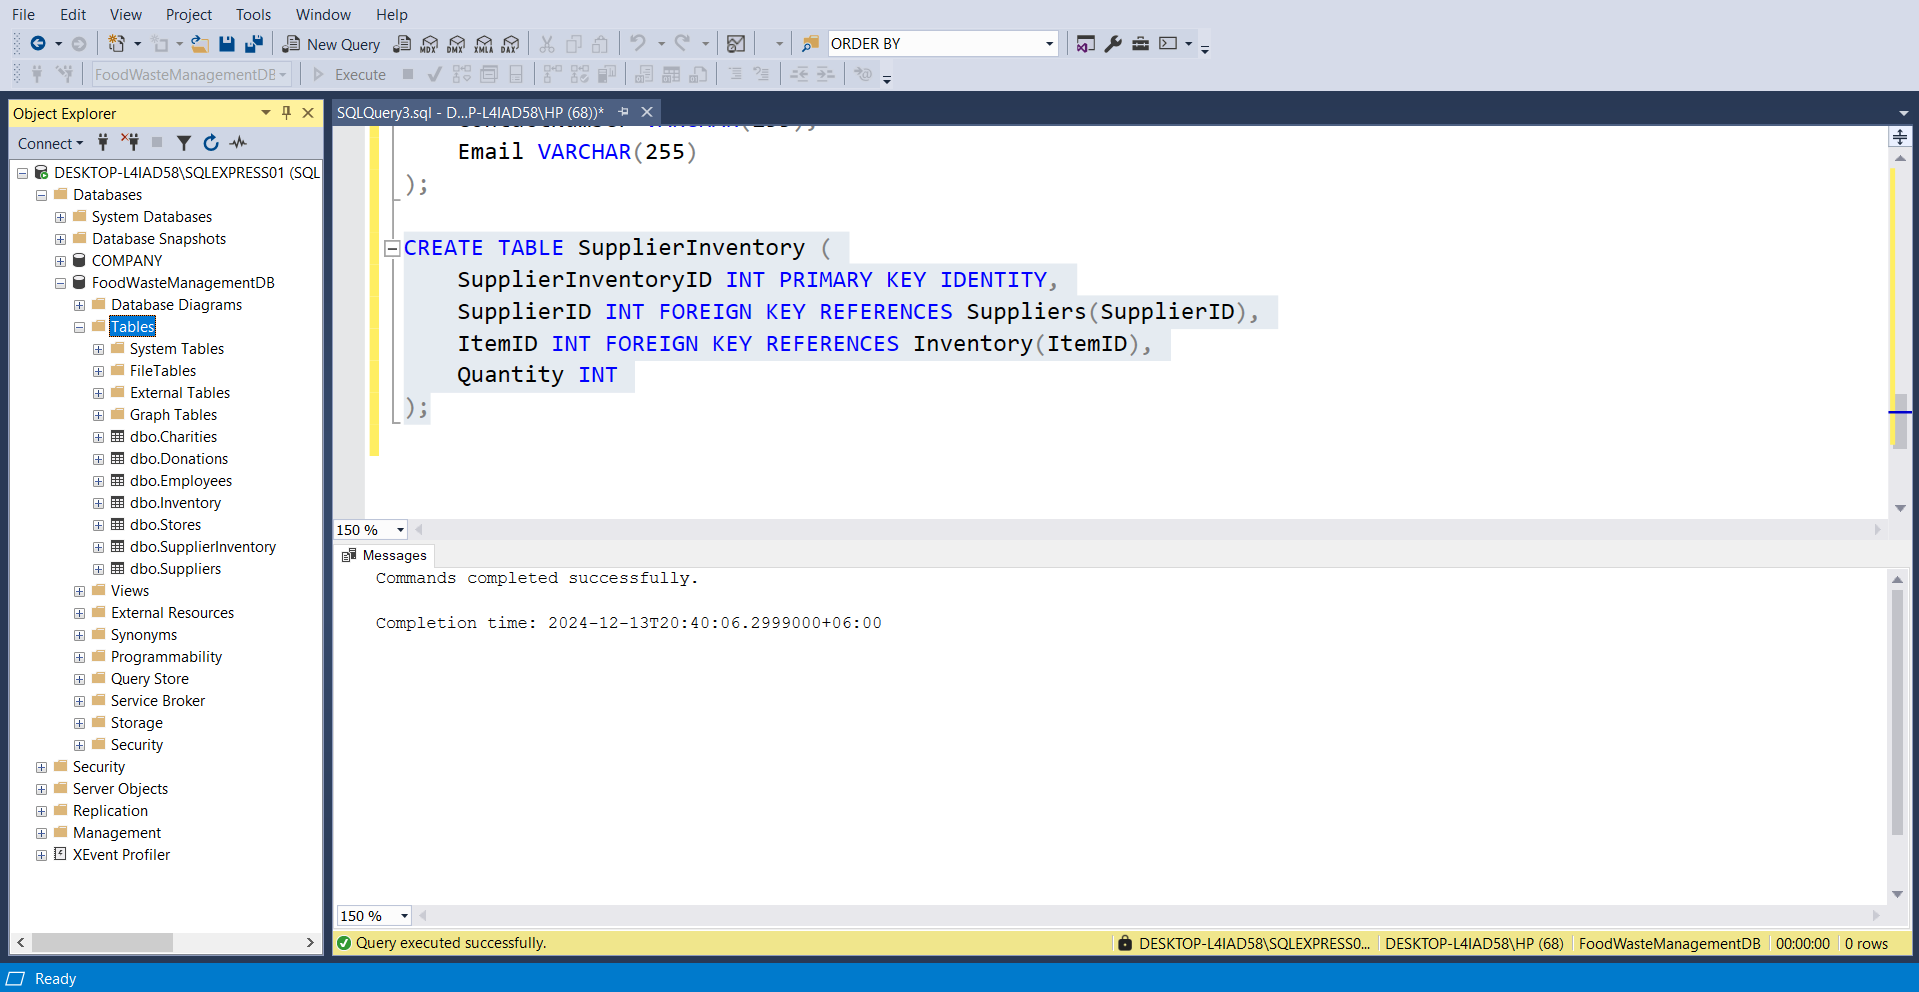 File Edit View Project Tools Window Help
New Query MDX DMX XMLA DAX ORDER BY
FoodWasteManagementDB Execute
Object Explorer
Connect
DESKTOP-L4IAD58\SQLEXPRESS01 (SQL
Databases
System Databases
Database Snapshots
COMPANY
FoodWasteManagementDB
Database Diagrams
Tables
System Tables
FileTables
External Tables
Graph Tables
dbo.Charities
dbo.Donations
dbo.Employees
dbo.Inventory
dbo.Stores
dbo.SupplierInventory
dbo.Suppliers
Views
External Resources
Synonyms
Programmability
Query Store
Service Broker
Storage
Security
Security
Server Objects
Replication
Management
XEvent Profiler
SQLQuery3.sql - D...P-L4IAD58\HP (68))*
Email VARCHAR(255)
);
CREATE TABLE SupplierInventory (
SupplierInventoryID INT PRIMARY KEY IDENTITY,
SupplierID INT FOREIGN KEY REFERENCES Suppliers(SupplierID),
ItemID INT FOREIGN KEY REFERENCES Inventory(ItemID),
Quantity INT
);
150 %
Messages
Commands completed successfully.
Completion time: 2024-12-13T20:40:06.2999000+06:00
150 %
Query executed successfully. DESKTOP-L4IAD58\SQLEXPRESS0... DESKTOP-L4IAD58\HP (68) FoodWasteManagementDB 00:00:00 0 rows
Ready